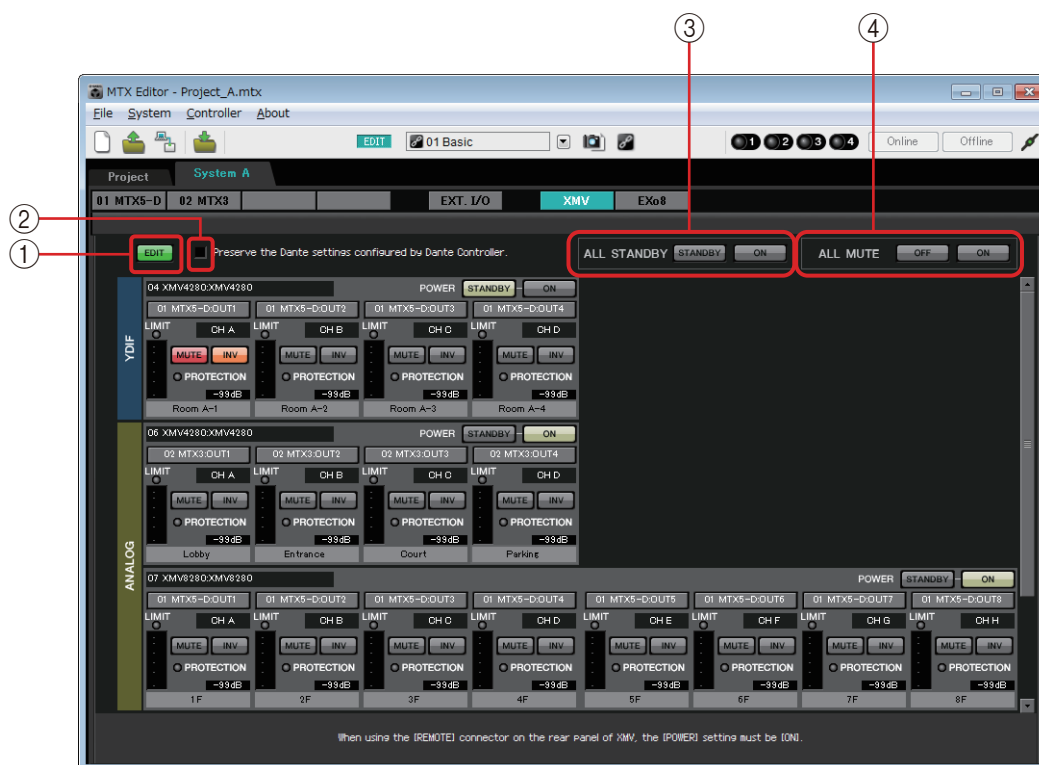 ③ ④
MTX Editor - Project_A.mtx
File System Controller About
EDIT 01 Basic 1 2 3 4 Online Offline
Project System A
01 MTX5-D 02 MTX3 EXT. I/O XMV EXo8
②
①
EDIT Preserve the Dante settings configured by Dante Controller. ALL STANDBY STANDBY ON ALL MUTE OFF ON
YDIF
04 XMV4280:XMV4280 POWER STANDBY ON
01 MTX5-D:OUT1 01 MTX5-D:OUT2 01 MTX5-D:OUT3 01 MTX5-D:OUT4
LIMIT CH A LIMIT CH B LIMIT CH C LIMIT CH D
MUTE INV MUTE INV MUTE INV MUTE INV
PROTECTION PROTECTION PROTECTION PROTECTION
-99dB -99dB -99dB -99dB
Room A-1 Room A-2 Room A-3 Room A-4
ANALOG
06 XMV4280:XMV4280 POWER STANDBY ON
02 MTX3:OUT1 02 MTX3:OUT2 02 MTX3:OUT3 02 MTX3:OUT4
LIMIT CH A LIMIT CH B LIMIT CH C LIMIT CH D
MUTE INV MUTE INV MUTE INV MUTE INV
PROTECTION PROTECTION PROTECTION PROTECTION
-99dB -99dB -99dB -99dB
Lobby Entrance Court Parking
07 XMV8280:XMV8280 POWER STANDBY ON
01 MTX5-D:OUT1 01 MTX5-D:OUT2 01 MTX5-D:OUT3 01 MTX5-D:OUT4 01 MTX5-D:OUT5 01 MTX5-D:OUT6 01 MTX5-D:OUT7 01 MTX5-D:OUT8
LIMIT CH A LIMIT CH B LIMIT CH C LIMIT CH D LIMIT CH E LIMIT CH F LIMIT CH G LIMIT CH H
MUTE INV MUTE INV MUTE INV MUTE INV MUTE INV MUTE INV MUTE INV MUTE INV
PROTECTION PROTECTION PROTECTION PROTECTION PROTECTION PROTECTION PROTECTION PROTECTION
-99dB -99dB -99dB -99dB -99dB -99dB -99dB -99dB
1F 2F 3F 4F 5F 6F 7F 8F
When using the [REMOTE] connector on the rear panel of XMV, the [POWER] setting must be [ON].